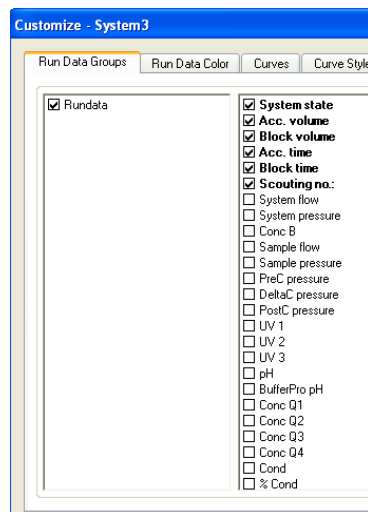 Customize - System3
Run Data Groups
Run Data Color
Curves
Curve Style
Rundata
System state
Acc. volume
Block volume
Acc. time
Block time
Scouting no.:
System flow
System pressure
Conc B
Sample flow
Sample pressure
PreC pressure
DeltaC pressure
PostC pressure
UV 1
UV 2
UV 3
pH
BufferPro pH
Conc Q1
Conc Q2
Conc Q3
Conc Q4
Cond
% Cond